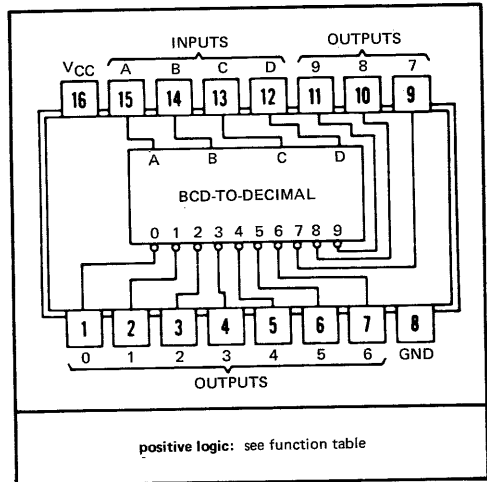 INPUTS OUTPUTS
VCC A B C D 9 8 7
16 15 14 13 12 11 10 9
A B C D
BCD-TO-DECIMAL
0 1 2 3 4 5 6 7 8 9
1 2 3 4 5 6 7 8
0 1 2 3 4 5 6 GND
OUTPUTS
positive logic: see function table